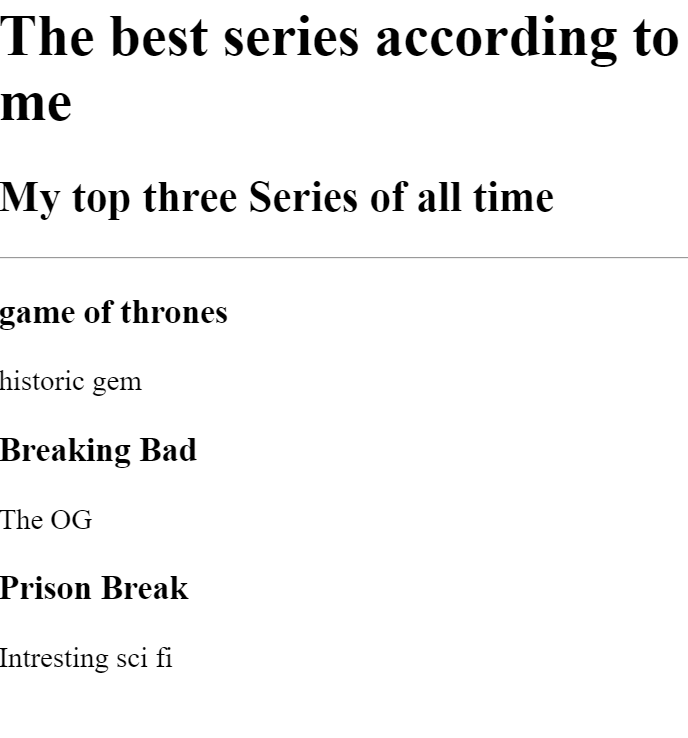 The best series according to
me
My top three Series of all time
game of thrones
historic gem
Breaking Bad
The OG
Prison Break
Intresting sci fi